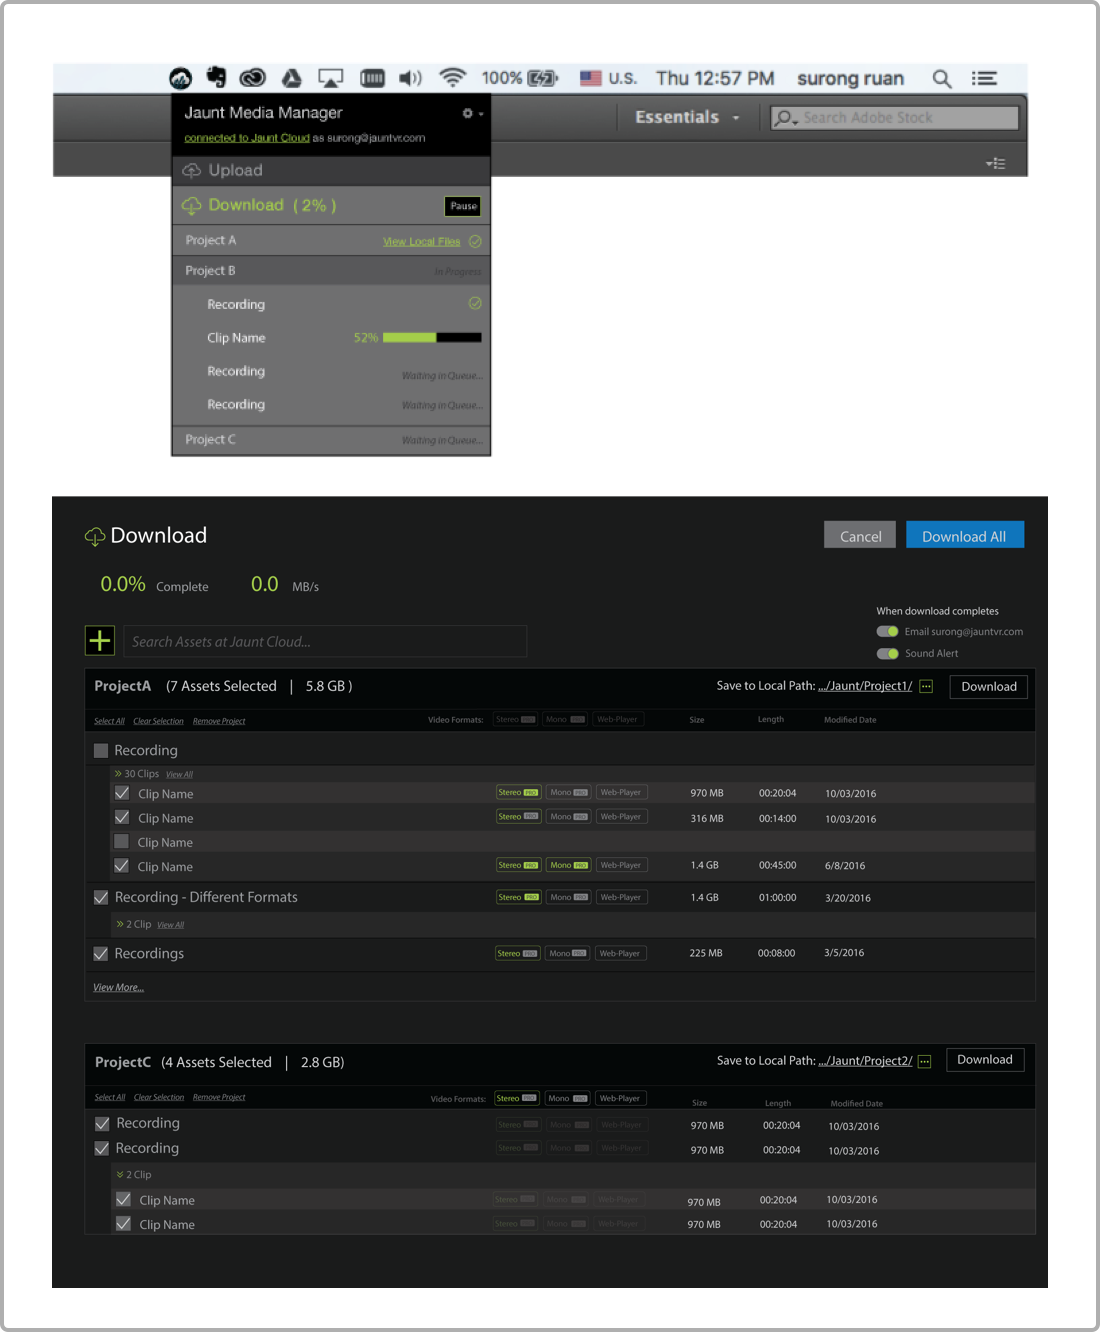 100% U.S. Thu 12:57 PM surong ruan
Jaunt Media Manager
connected to Jaunt Cloud as surong@jauntvr.com
Essentials
Search Adobe Stock
Upload
Download ( 2% )
Pause
Project A View Local Files
Project B In Progress
Recording
Clip Name 52%
Recording Waiting in Queue...
Recording Waiting in Queue...
Project C Waiting in Queue...
Download
Cancel
Download All
0.0% Complete 0.0 MB/s
When download completes
Email surong@jauntvr.com
Sound Alert
Search Assets at Jaunt Cloud...
ProjectA (7 Assets Selected | 5.8 GB ) Save to Local Path: .../Jaunt/Project1/ Download
Select All Clear Selection Remove Project Video Formats: Stereo PRO Mono PRO Web-Player Size Length Modified Date
Recording
» 30 Clips View All
Clip Name Stereo PRO Mono PRO Web-Player 970 MB 00:20:04 10/03/2016
Clip Name Stereo PRO Mono PRO Web-Player 316 MB 00:14:00 10/03/2016
Clip Name
Clip Name Stereo PRO Mono PRO Web-Player 1.4 GB 00:45:00 6/8/2016
Recording - Different Formats Stereo PRO Mono PRO Web-Player 1.4 GB 01:00:00 3/20/2016
» 2 Clip View All
Recordings Stereo PRO Mono PRO Web-Player 225 MB 00:08:00 3/5/2016
View More...
ProjectC (4 Assets Selected | 2.8 GB) Save to Local Path: .../Jaunt/Project2/ Download
Select All Clear Selection Remove Project Video Formats: Stereo PRO Mono PRO Web-Player Size Length Modified Date
Recording Stereo Mono Web-Player 970 MB 00:20:04 10/03/2016
Recording Stereo Mono Web-Player 970 MB 00:20:04 10/03/2016
2 Clip
Clip Name Stereo Mono Web-Player 970 MB 00:20:04 10/03/2016
Clip Name Stereo Mono Web-Player 970 MB 00:20:04 10/03/2016